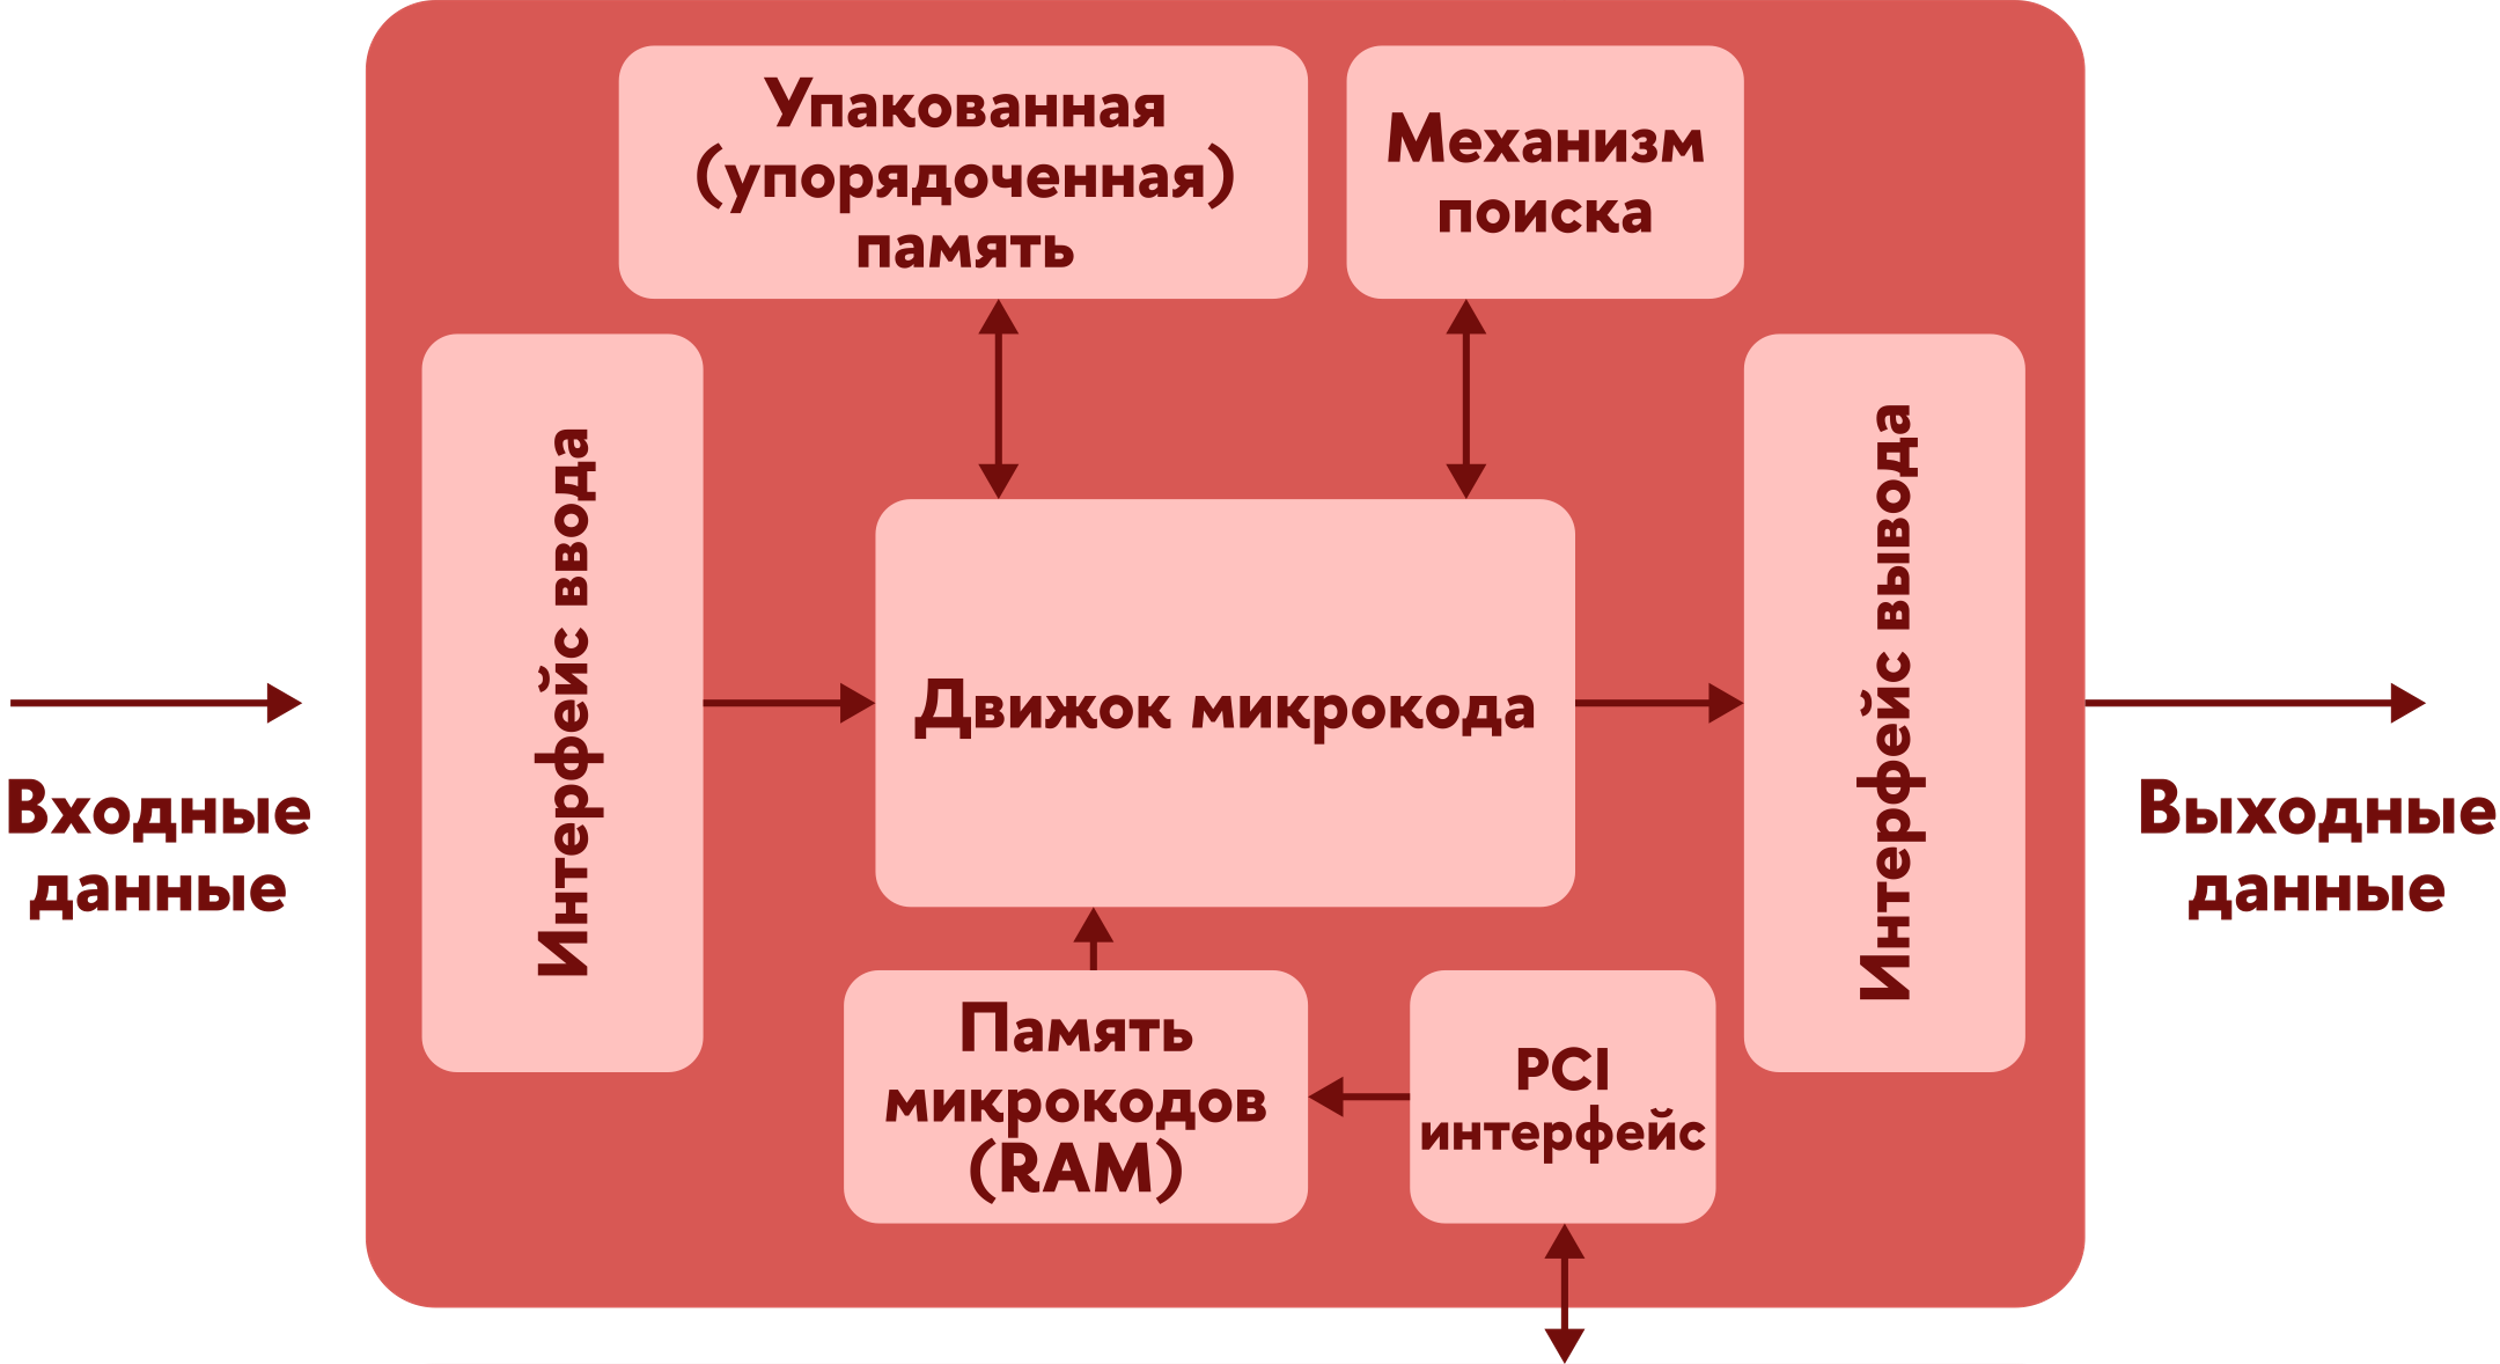 Упакованная
(упорядоченная)
память
Механизм
поиска
Интерфейс ввода
Движок микрокода
Интерфейс вывода
Входные
данные
Выходные
данные
Память
микрокодов
(RAM)
PCI
интерфейс